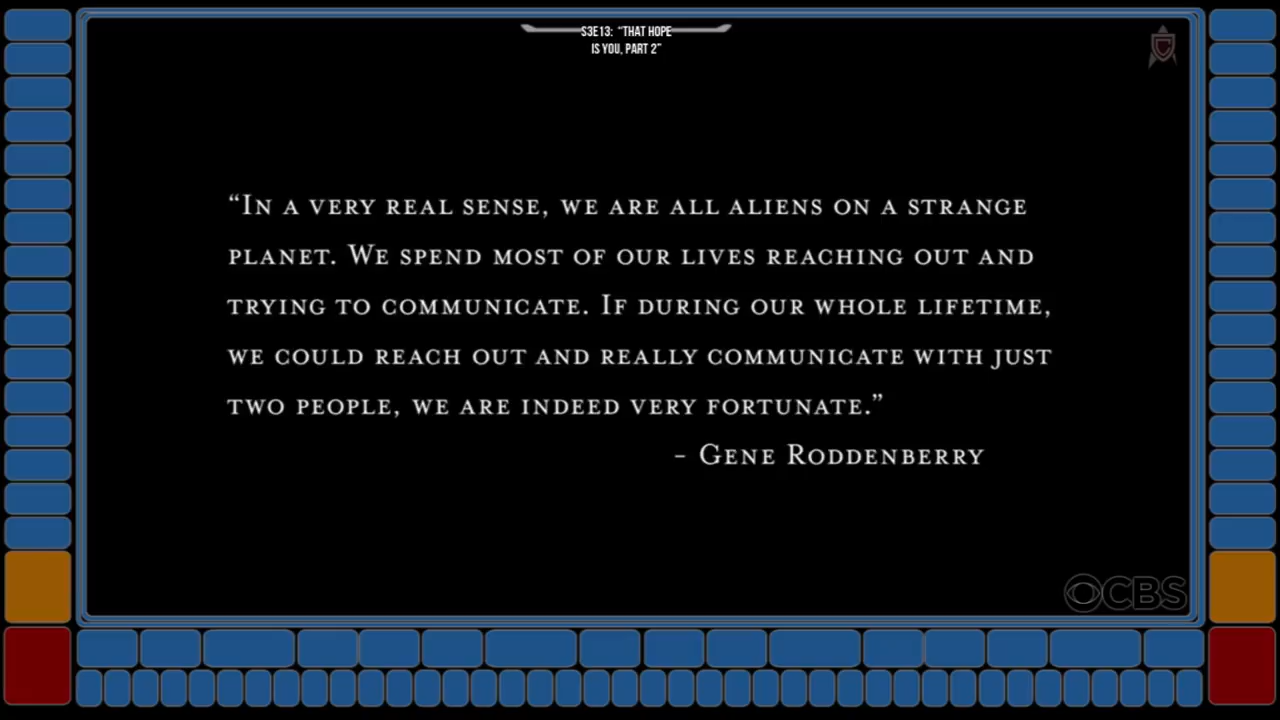 S3E13: “THAT HOPE
IS YOU, PART 2”
“In a very real sense, we are all aliens on a strange
planet. We spend most of our lives reaching out and
trying to communicate. If during our whole lifetime,
we could reach out and really communicate with just
two people, we are indeed very fortunate.”
– Gene Roddenberry
CBS